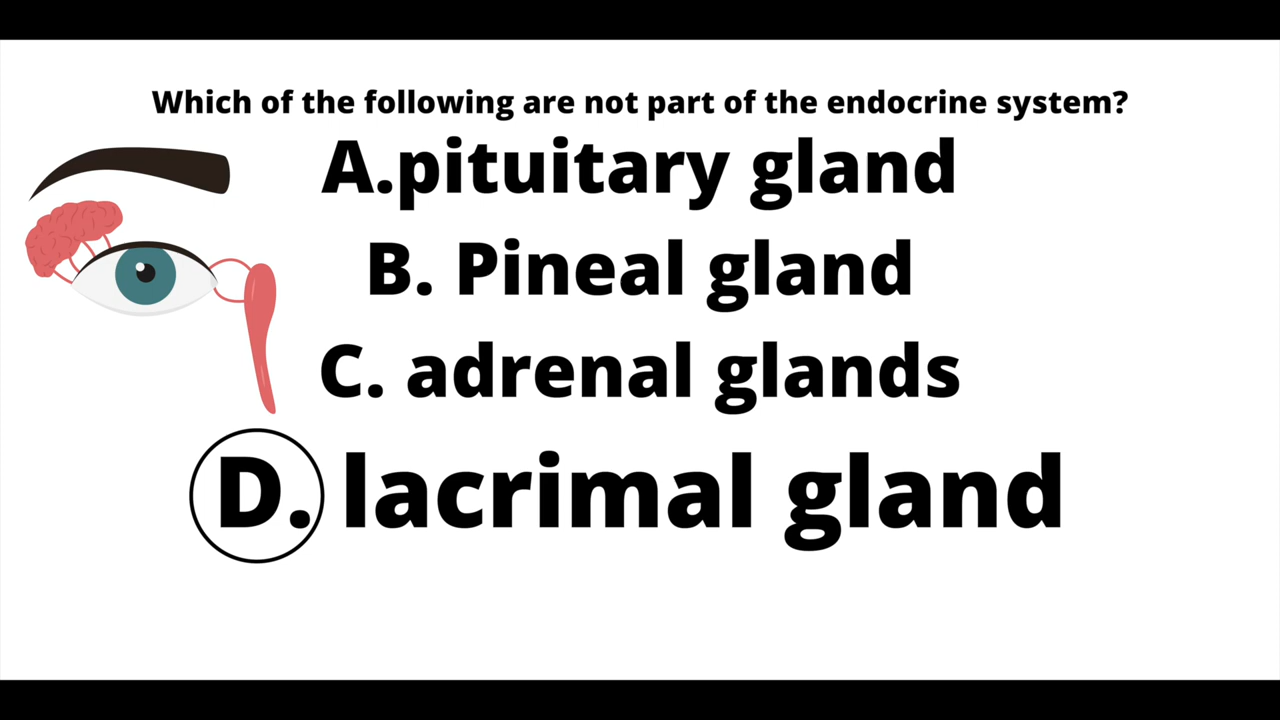 Which of the following are not part of the endocrine system?
A.pituitary gland
B. Pineal gland
C. adrenal glands
D. lacrimal gland